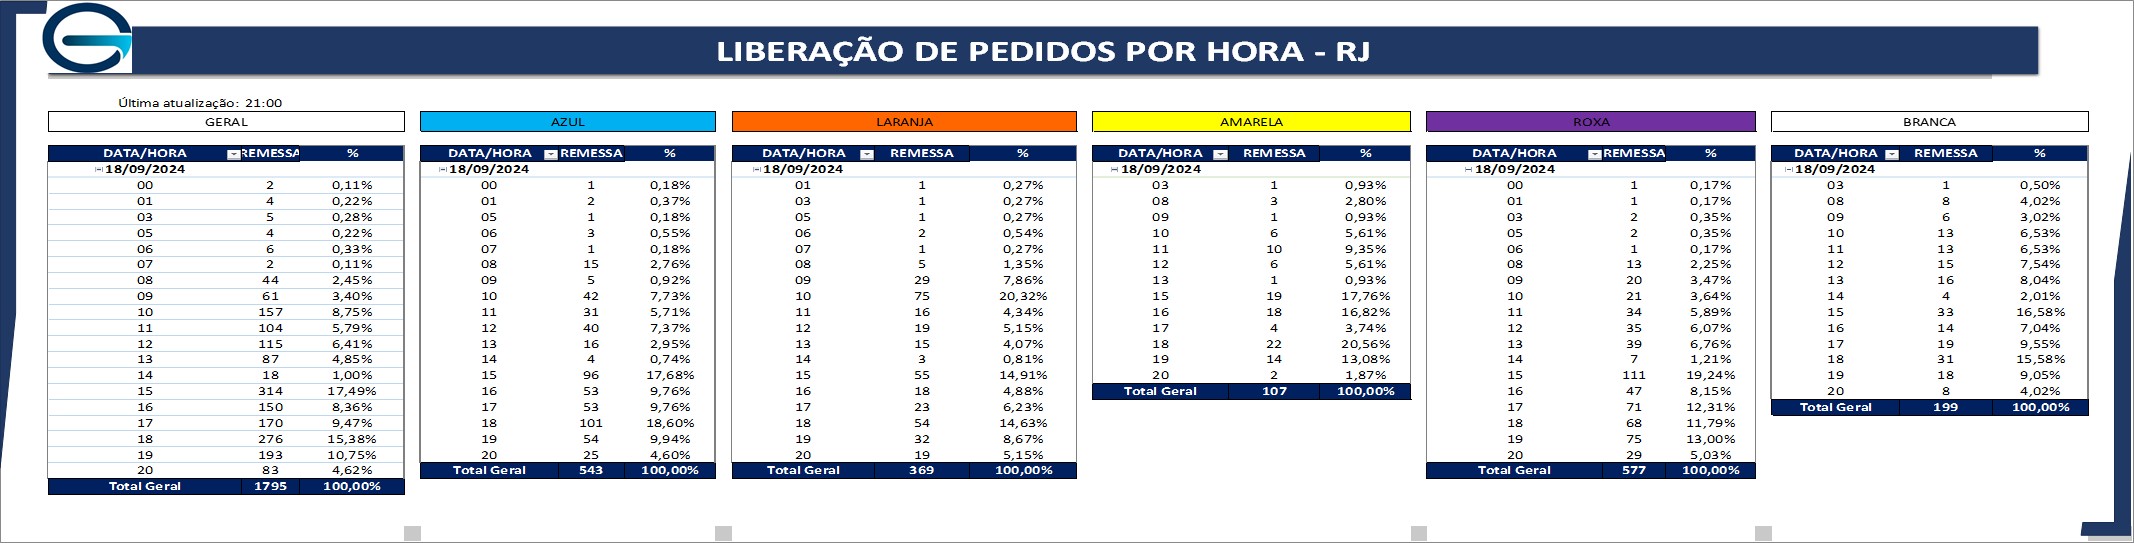 LIBERAÇÃO DE PEDIDOS POR HORA - RJ
Última atualização: 21:00
GERAL
DATA/HORA REMESSA %
18/09/2024
00 2 0,11%
01 4 0,22%
03 5 0,28%
05 4 0,22%
06 6 0,33%
07 2 0,11%
08 44 2,45%
09 61 3,40%
10 157 8,75%
11 104 5,79%
12 115 6,41%
13 87 4,85%
14 18 1,00%
15 314 17,49%
16 150 8,36%
17 170 9,47%
18 276 15,38%
19 193 10,75%
20 83 4,62%
Total Geral 1795 100,00%
AZUL
DATA/HORA REMESSA %
18/09/2024
00 1 0,18%
01 2 0,37%
05 1 0,18%
06 3 0,55%
07 1 0,18%
08 15 2,76%
09 5 0,92%
10 42 7,73%
11 31 5,71%
12 40 7,37%
13 16 2,95%
14 4 0,74%
15 96 17,68%
16 53 9,76%
17 53 9,76%
18 101 18,60%
19 54 9,94%
20 25 4,60%
Total Geral 543 100,00%
LARANJA
DATA/HORA REMESSA %
18/09/2024
01 1 0,27%
03 1 0,27%
05 1 0,27%
06 2 0,54%
07 1 0,27%
08 5 1,35%
09 29 7,86%
10 75 20,32%
11 16 4,34%
12 19 5,15%
13 15 4,07%
14 3 0,81%
15 55 14,91%
16 18 4,88%
17 23 6,23%
18 54 14,63%
19 32 8,67%
20 19 5,15%
Total Geral 369 100,00%
AMARELA
DATA/HORA REMESSA %
18/09/2024
03 1 0,93%
08 3 2,80%
09 1 0,93%
10 6 5,61%
11 10 9,35%
12 6 5,61%
13 1 0,93%
15 19 17,76%
16 18 16,82%
17 4 3,74%
18 22 20,56%
19 14 13,08%
20 2 1,87%
Total Geral 107 100,00%
ROXA
DATA/HORA REMESSA %
18/09/2024
00 1 0,17%
01 1 0,17%
03 2 0,35%
05 2 0,35%
06 1 0,17%
08 13 2,25%
09 20 3,47%
10 21 3,64%
11 34 5,89%
12 35 6,07%
13 39 6,76%
14 7 1,21%
15 111 19,24%
16 47 8,15%
17 71 12,31%
18 68 11,79%
19 75 13,00%
20 29 5,03%
Total Geral 577 100,00%
BRANCA
DATA/HORA REMESSA %
18/09/2024
03 1 0,50%
08 8 4,02%
09 6 3,02%
10 13 6,53%
11 13 6,53%
12 15 7,54%
13 16 8,04%
14 4 2,01%
15 33 16,58%
16 14 7,04%
17 19 9,55%
18 31 15,58%
19 18 9,05%
20 8 4,02%
Total Geral 199 100,00%